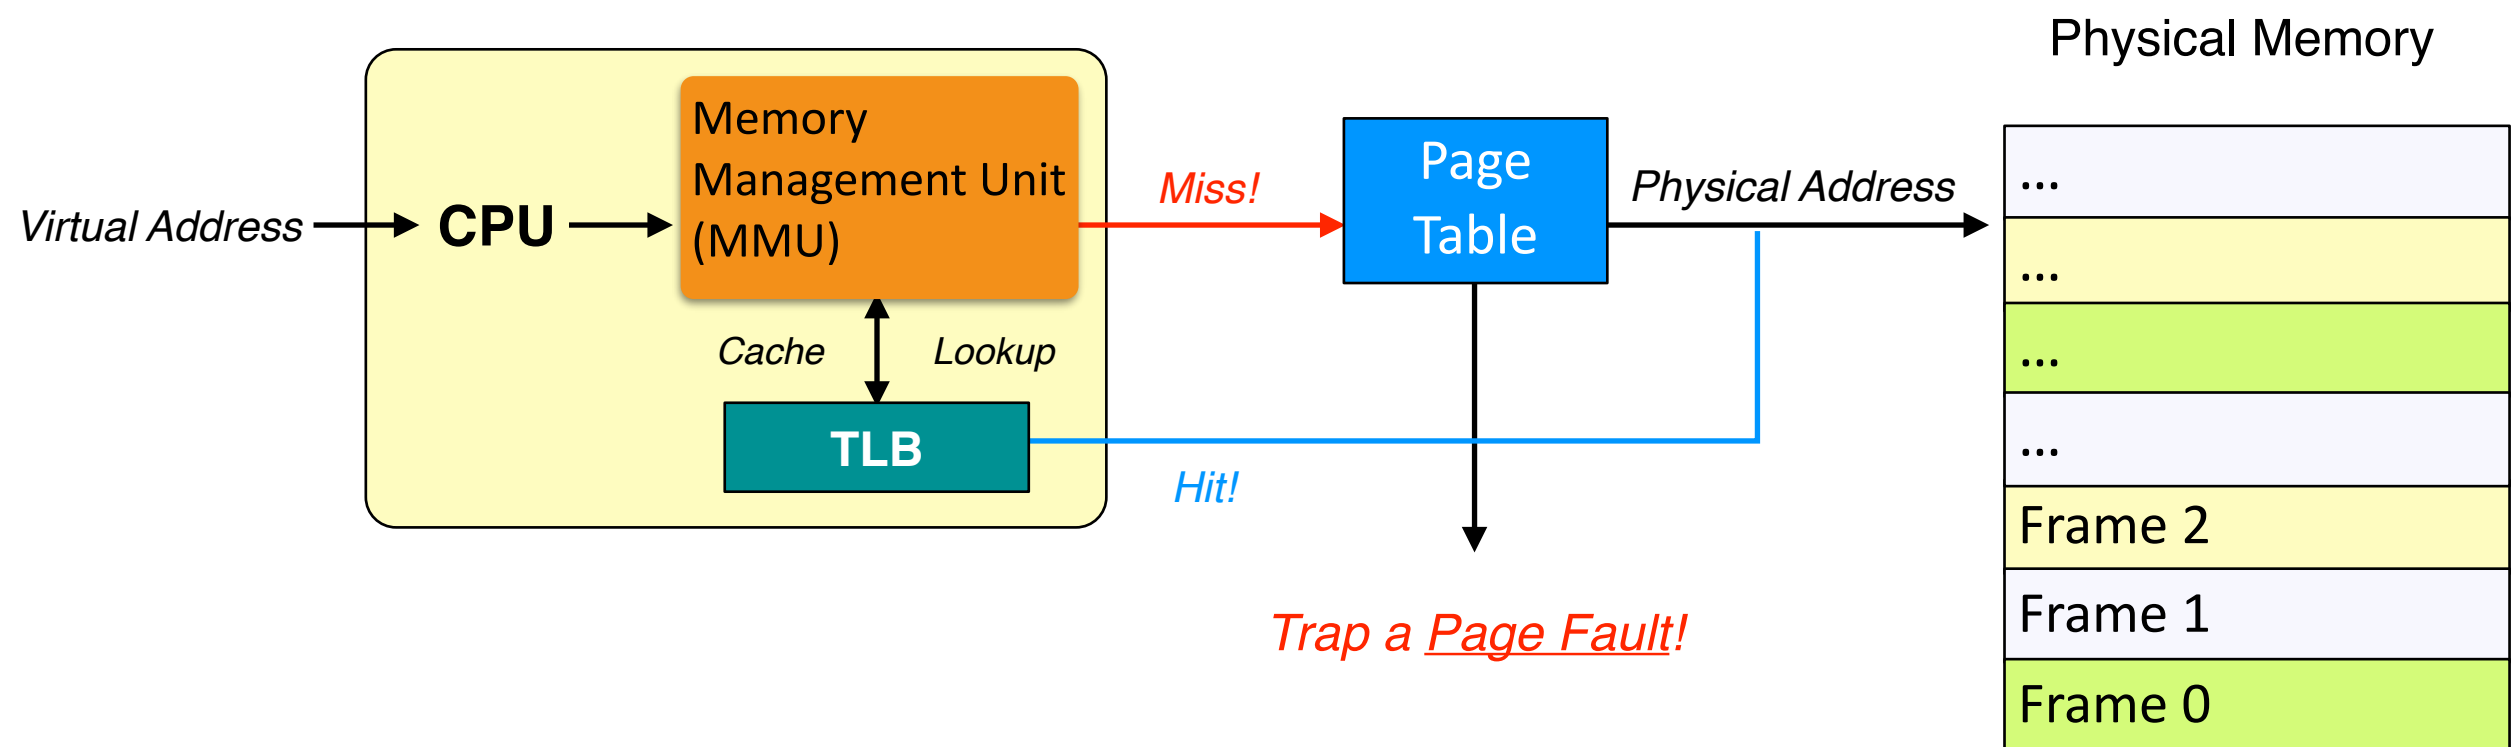 Physical Memory
Virtual Address
CPU
Memory
Management Unit
(MMU)
Miss!
Page
Table
Physical Address
Cache
Lookup
TLB
Hit!
Trap a Page Fault!
...
...
...
...
Frame 2
Frame 1
Frame 0